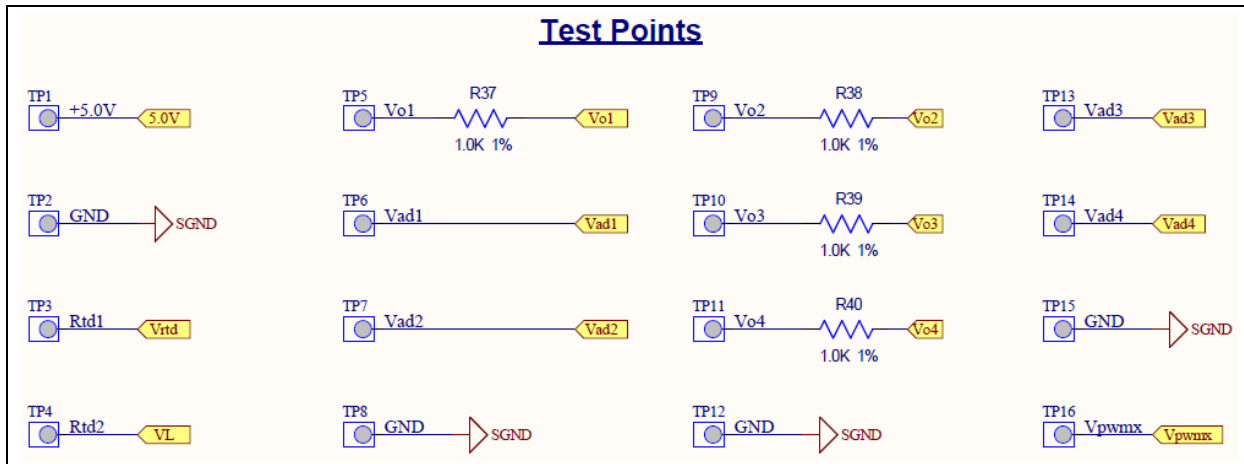 Test Points
TP1
+5.0V
5.0V
TP5
Vo1
R37
1.0K 1%
Vo1
TP9
Vo2
R38
1.0K 1%
Vo2
TP13
Vad3
Vad3
TP2
GND
SGND
TP6
Vad1
Vad1
TP10
Vo3
R39
1.0K 1%
Vo3
TP14
Vad4
Vad4
TP3
Rtd1
Vrtd
TP7
Vad2
Vad2
TP11
Vo4
R40
1.0K 1%
Vo4
TP15
GND
SGND
TP4
Rtd2
VL
TP8
GND
SGND
TP12
GND
SGND
TP16
Vpwmx
Vpwmx